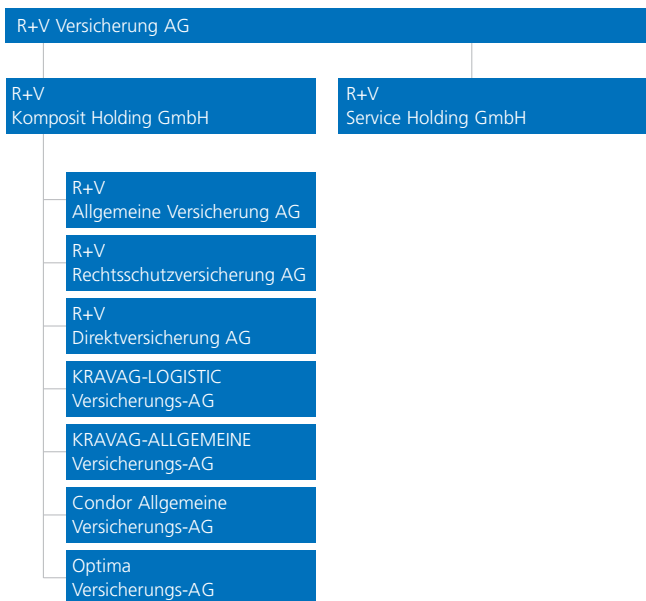 R+V Versicherung AG
R+V
Komposit Holding GmbH
R+V
Service Holding GmbH
R+V
Allgemeine Versicherung AG
R+V
Rechtsschutzversicherung AG
R+V
Direktversicherung AG
KRAVAG-LOGISTIC
Versicherungs-AG
KRAVAG-ALLGEMEINE
Versicherungs-AG
Condor Allgemeine
Versicherungs-AG
Optima
Versicherungs-AG